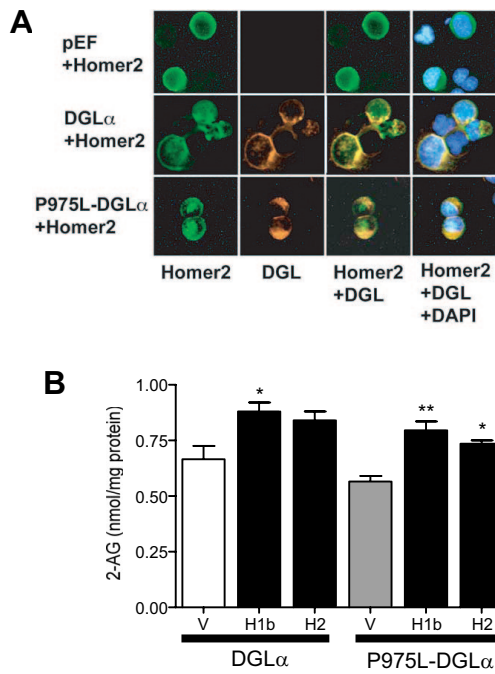 A
pEF
+Homer2
DGLα
+Homer2
P975L-DGLα
+Homer2
Homer2 DGL Homer2 Homer2
+DGL +DGL
+DAPI
B
2-AG (nmol/mg protein)
1.00
0.75
0.50
0.25
0.00
* ** *
V H1b H2 V H1b H2
DGLα P975L-DGLα